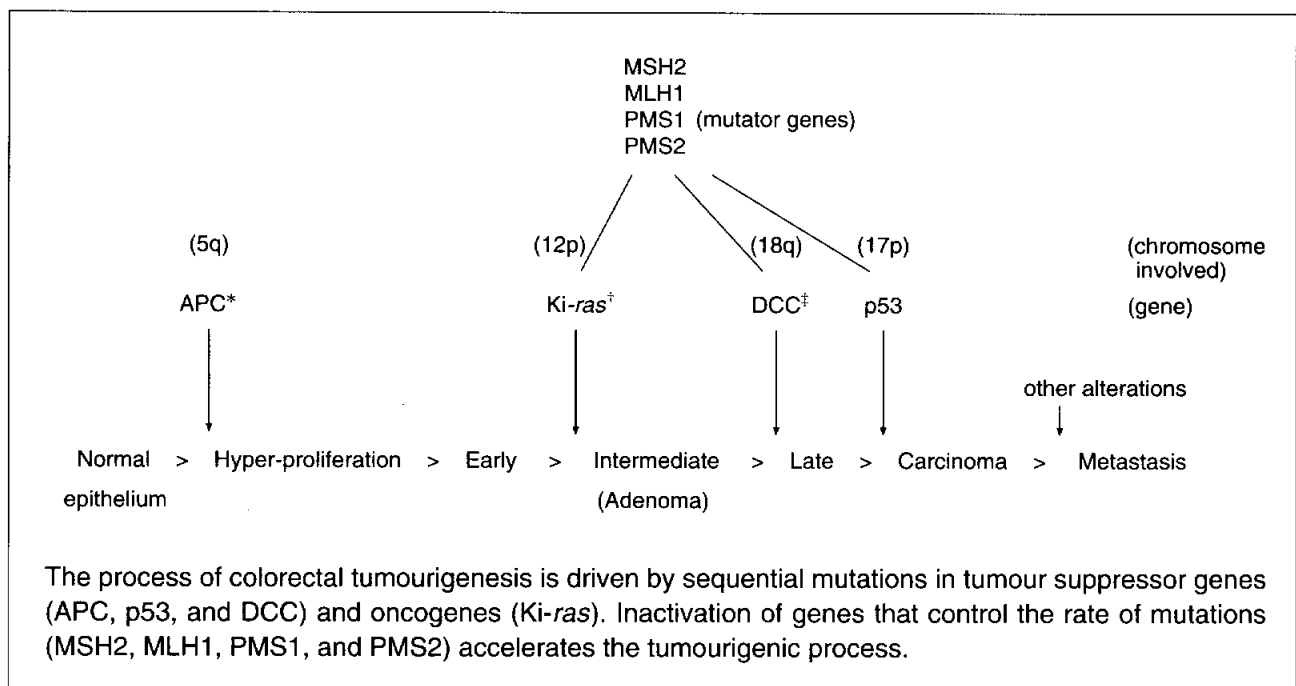 MSH2
MLH1
PMS1 (mutator genes)
PMS2
(5q) (12p) (18q) (17p) (chromosome
involved)
APC* Ki-ras† DCC‡ p53 (gene)
other alterations
Normal > Hyper-proliferation > Early > Intermediate > Late > Carcinoma > Metastasis
epithelium (Adenoma)
The process of colorectal tumourigenesis is driven by sequential mutations in tumour suppressor genes
(APC, p53, and DCC) and oncogenes (Ki-ras). Inactivation of genes that control the rate of mutations
(MSH2, MLH1, PMS1, and PMS2) accelerates the tumourigenic process.